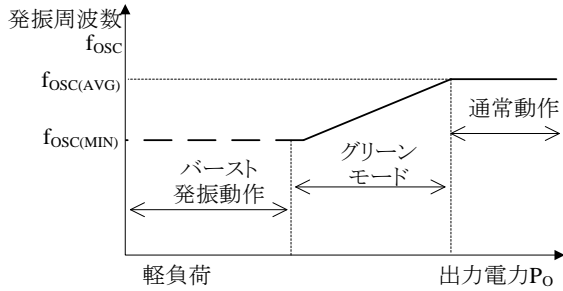 発振周波数
fOSC
fOSC(AVG)
fOSC(MIN)
通常動作
グリーン
モード
バースト
発振動作
軽負荷
出力電力PO